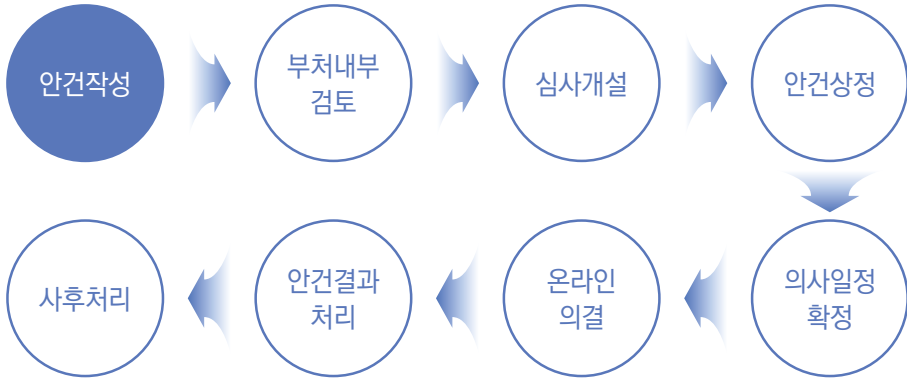 안건작성
부처내부
검토
심사개설
안건상정
의사일정
확정
온라인
의결
안건결과
처리
사후처리